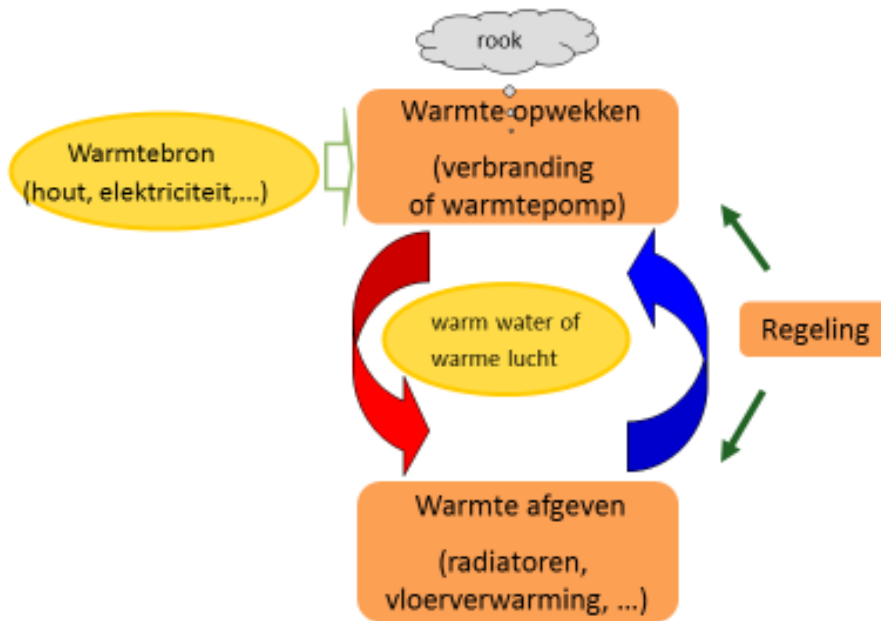 rook
Warmte opwekken
(verbranding
of warmtepomp)
Warmtebron
(hout, elektriciteit,...)
warm water of
warme lucht
Regeling
Warmte afgeven
(radiatoren,
vloerverwarming, ...)